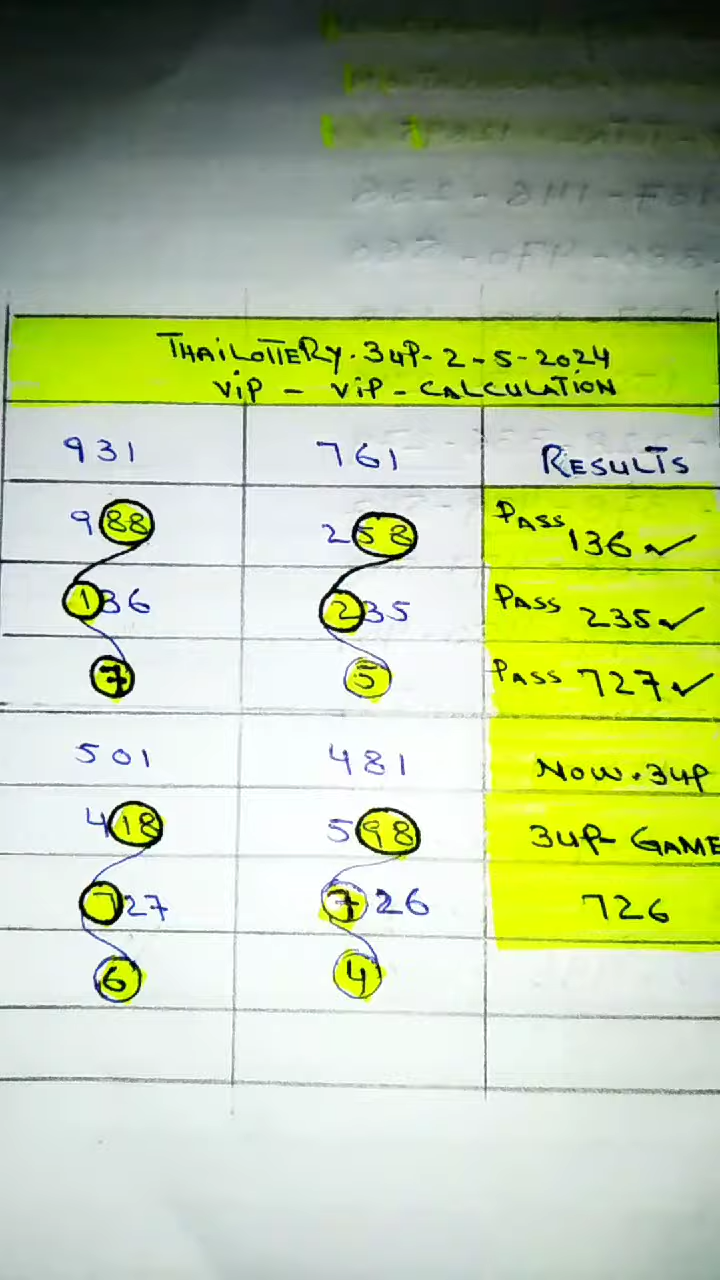 THAILOTTERY. 3UP- 2 - 5 - 2024
ViP - ViP - CALCULATION
931 761 RESULTS
988 258 PASS 136 ✓
136 235 PASS 235 ✓
7 5 PASS 727 ✓
501 481 NOW.3UP
418 598 3UP- GAME
727 726 726
6 4